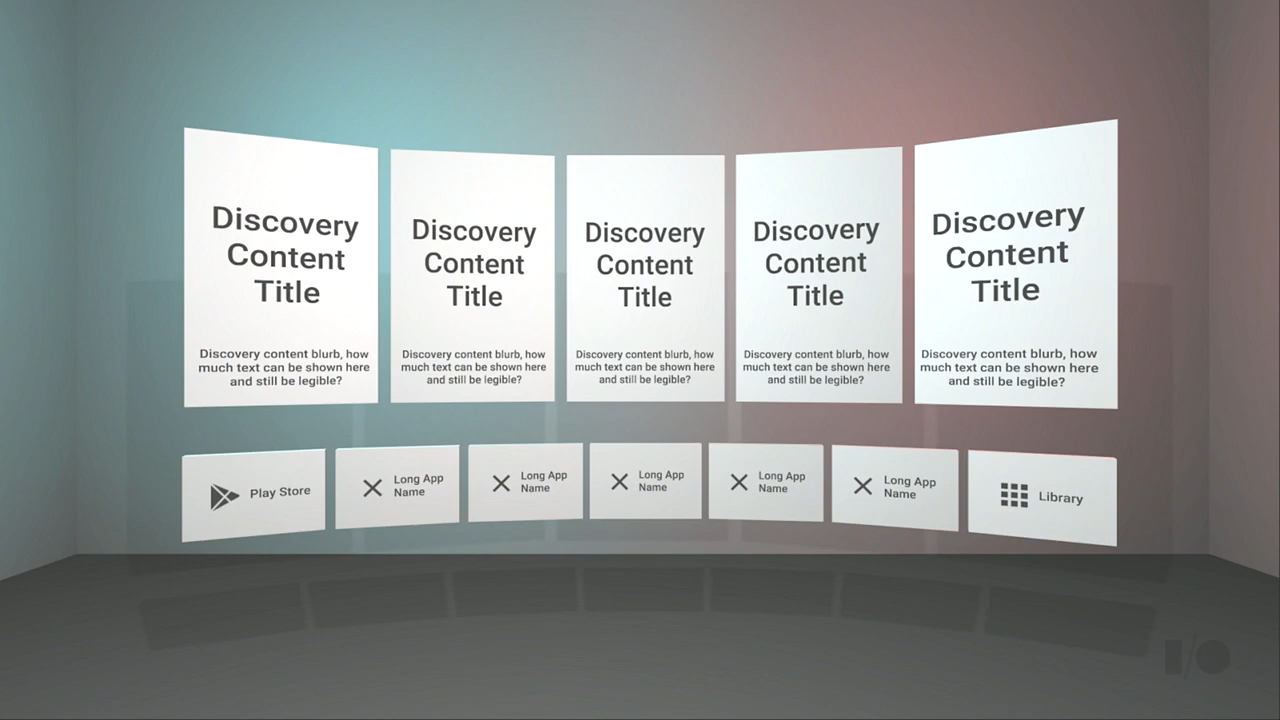 Discovery
Content
Title
Discovery content blurb, how
much text can be shown here
and still be legible?
Discovery
Content
Title
Discovery content blurb, how
much text can be shown here
and still be legible?
Discovery
Content
Title
Discovery content blurb, how
much text can be shown here
and still be legible?
Discovery
Content
Title
Discovery content blurb, how
much text can be shown here
and still be legible?
Discovery
Content
Title
Discovery content blurb, how
much text can be shown here
and still be legible?
Play Store
Long App
Name
Long App
Name
Long App
Name
Long App
Name
Long App
Name
Library
I/O